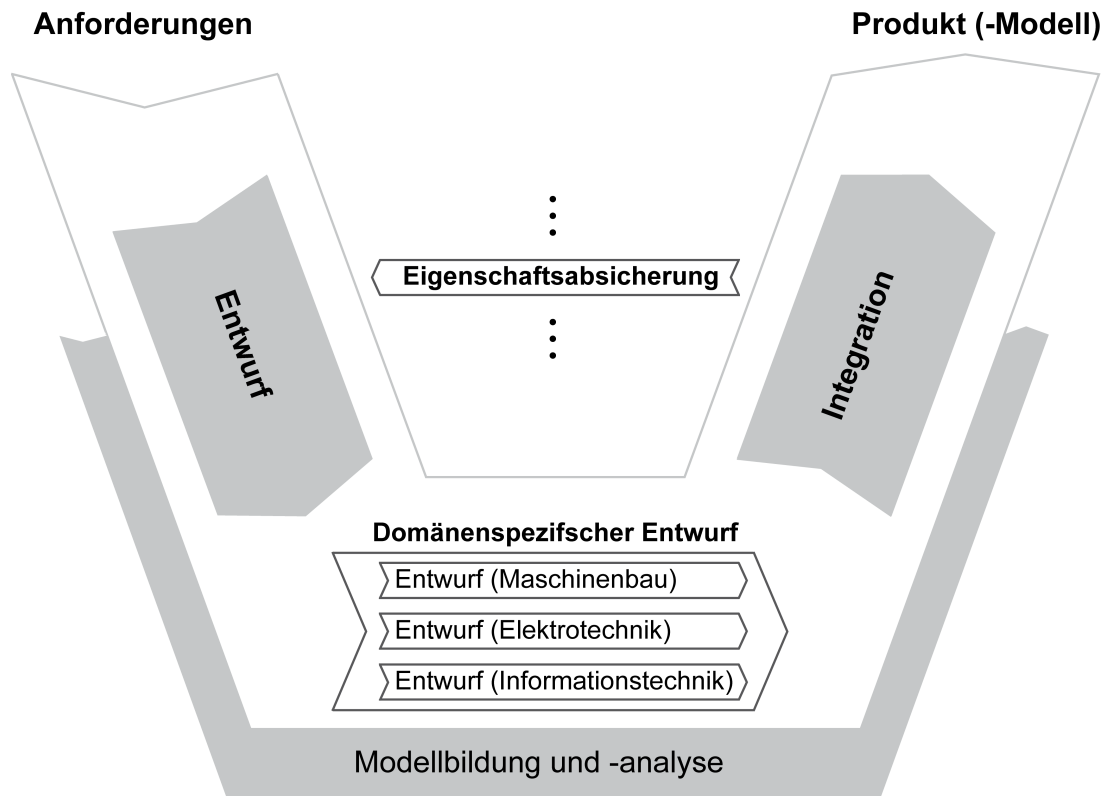 Anforderungen
Produkt (-Modell)
Eigenschaftsabsicherung
Entwurf
Integration
Domänenspezifscher Entwurf
Entwurf (Maschinenbau)
Entwurf (Elektrotechnik)
Entwurf (Informationstechnik)
Modellbildung und -analyse